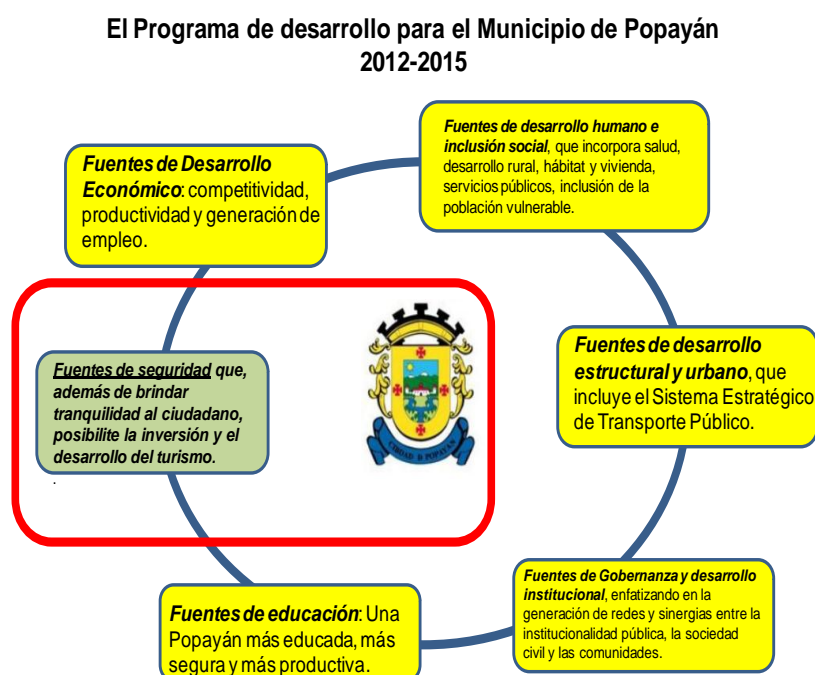 El Programa de desarrollo para el Municipio de Popayán
2012-2015
Fuentes de Desarrollo
Económico: competitividad,
productividad y generación de
empleo.
Fuentes de desarrollo humano e
inclusión social, que incorpora salud,
desarrollo rural, hábitat y vivienda,
servicios públicos, inclusión de la
población vulnerable.
Fuentes de seguridad que,
además de brindar
tranquilidad al ciudadano,
posibilite la inversión y el
desarrollo del turismo.
.
CIUDAD D POPAYAN
Fuentes de desarrollo
estructural y urbano, que
incluye el Sistema Estratégico
de Transporte Público.
Fuentes de educación: Una
Popayán más educada, más
segura y más productiva.
Fuentes de Gobernanza y desarrollo
institucional, enfatizando en la
generación de redes y sinergias entre la
institucionalidad pública, la sociedad
civil y las comunidades.